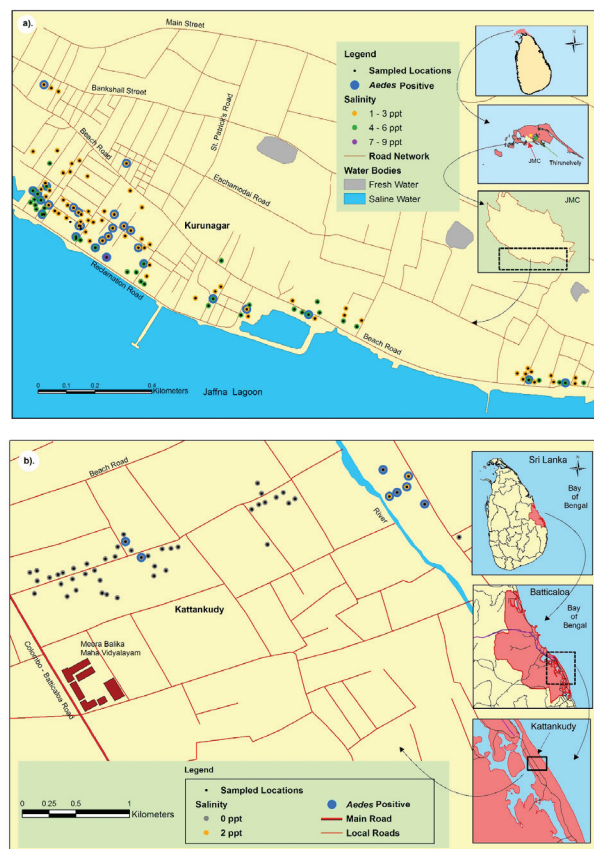 a).
Main Street
Bankshall Street
Beach Road
St. Patrick's Road
Eachamodai Road
Kurunagar
Reclamation Road
Beach Road
0 0.1 0.2 0.4
Kilometers
Jaffna Lagoon
Legend
Sampled Locations
Aedes Positive
Salinity
1 - 3 ppt
4 - 6 ppt
7 - 9 ppt
Road Network
Water Bodies
Fresh Water
Saline Water
N
JMC
Thirunelvely
JMC
b).
Beach Road
River
Kattankudy
Meera Balika
Maha Vidyalayam
Colombo - Batticaloa Road
0 0.25 0.5 1
Kilometers
Legend
Sampled Locations
Salinity
0 ppt
2 ppt
Aedes Positive
Main Road
Local Roads
Sri Lanka
N
Bay
of
Bengal
Batticaloa
Bay of
Bengal
Kattankudy